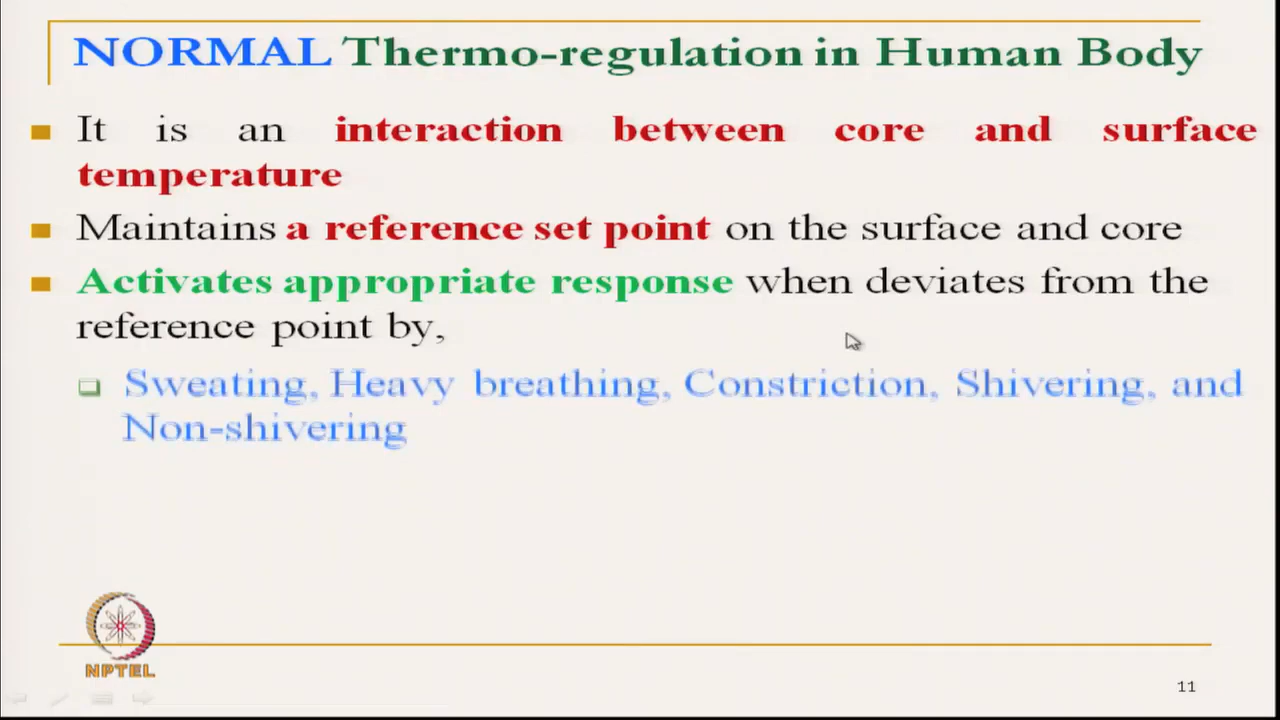 NORMAL Thermo-regulation in Human Body
It is an interaction between core and surface
temperature
Maintains a reference set point on the surface and core
Activates appropriate response when deviates from the
reference point by,
Sweating, Heavy breathing, Constriction, Shivering, and
Non-shivering
NPTEL
11